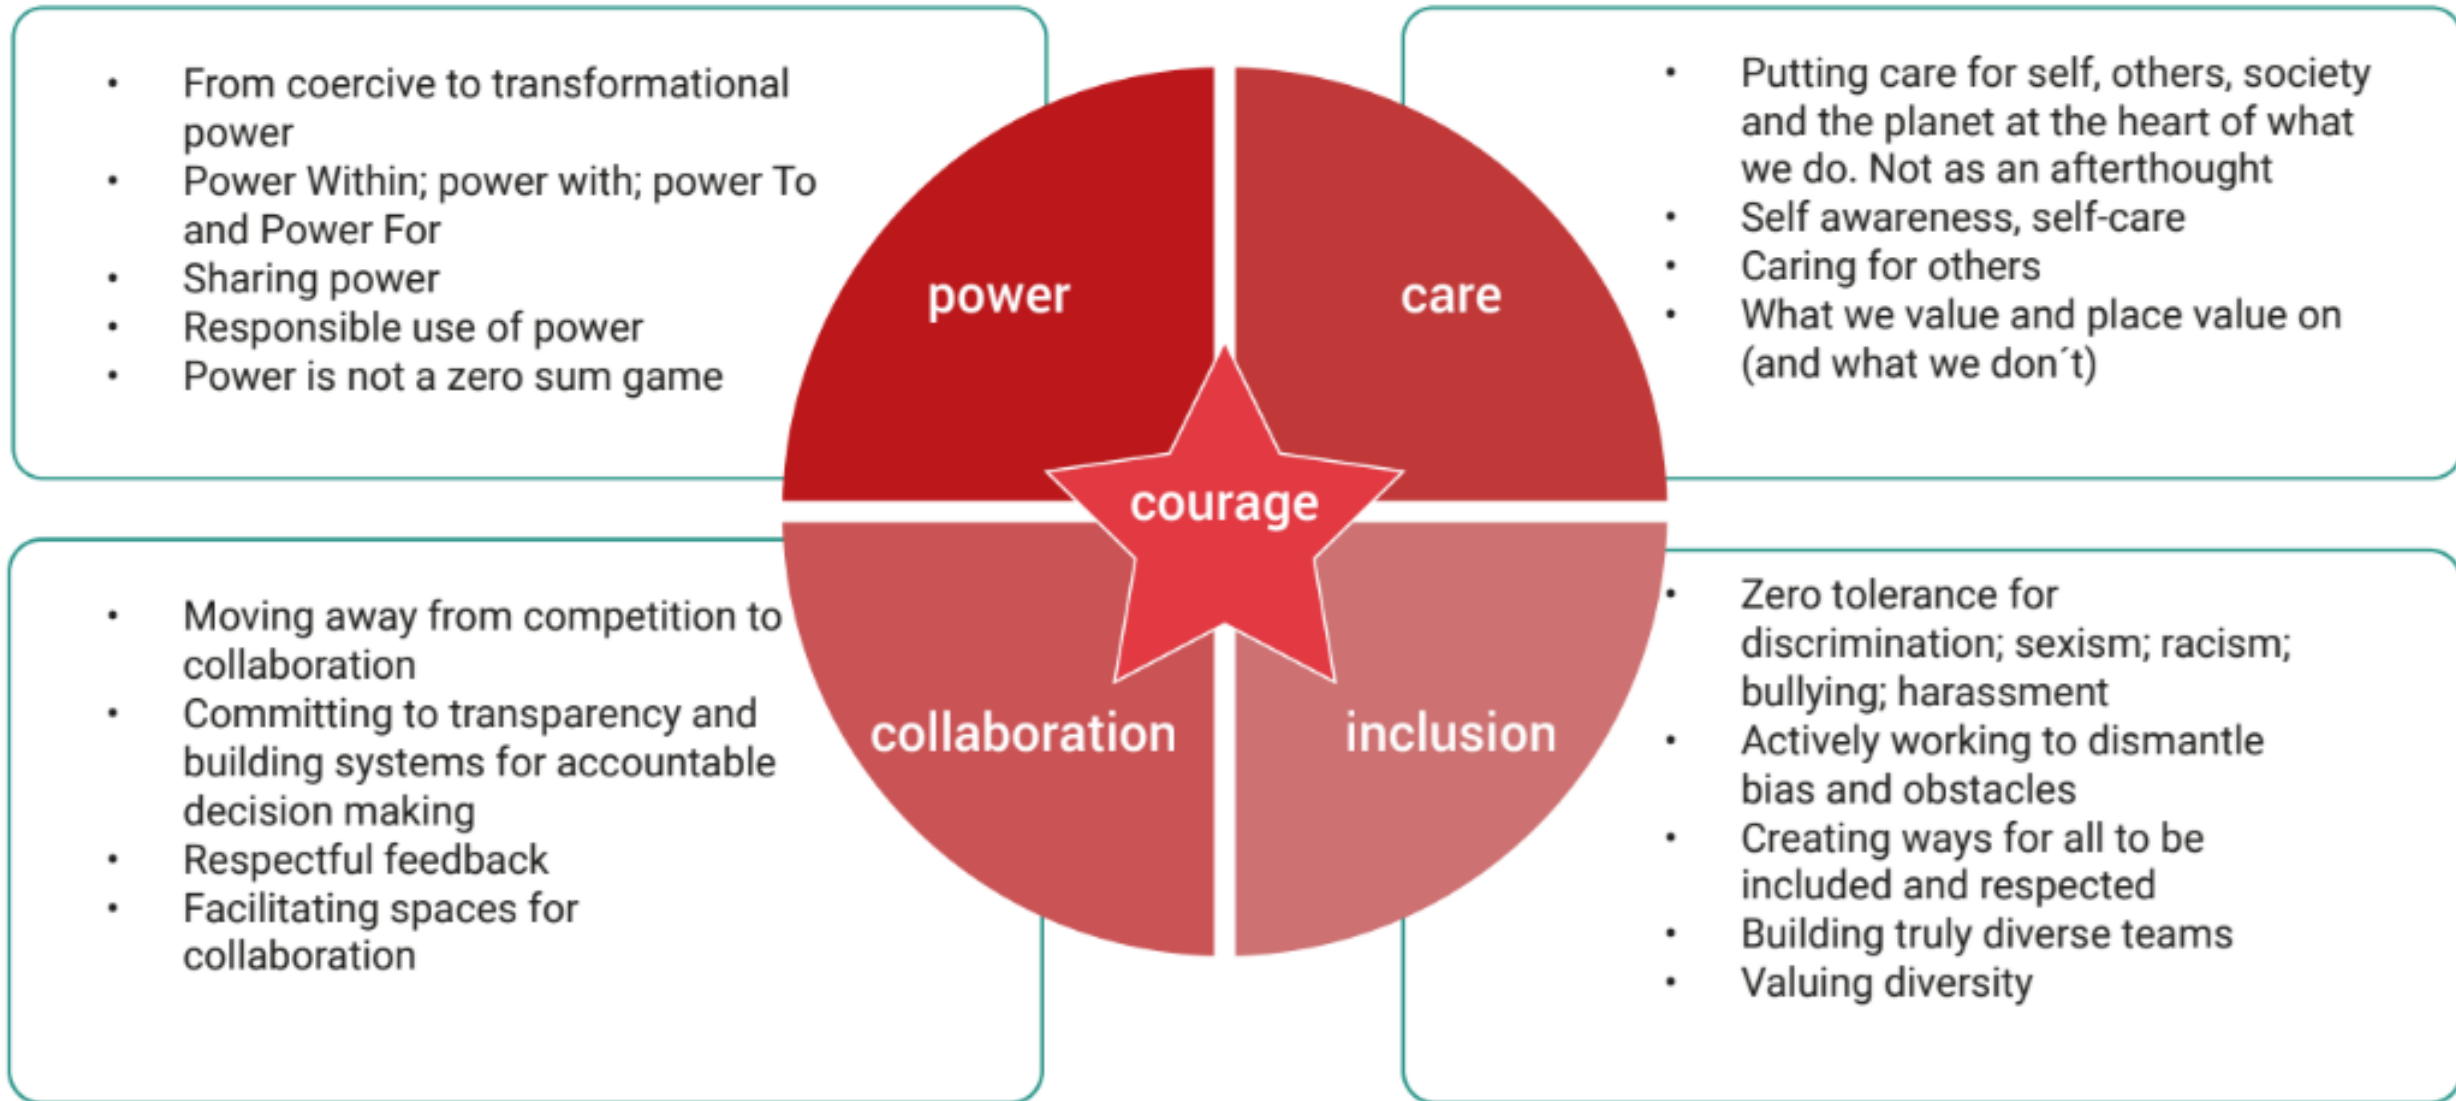 • From coercive to transformational
power
• Power Within; power with; power To
and Power For
• Sharing power
• Responsible use of power
• Power is not a zero sum game
• Putting care for self, others, society
and the planet at the heart of what
we do. Not as an afterthought
• Self awareness, self-care
• Caring for others
• What we value and place value on
(and what we don´t)
power
care
courage
collaboration
inclusion
• Moving away from competition to
collaboration
• Committing to transparency and
building systems for accountable
decision making
• Respectful feedback
• Facilitating spaces for
collaboration
• Zero tolerance for
discrimination; sexism; racism;
bullying; harassment
• Actively working to dismantle
bias and obstacles
• Creating ways for all to be
included and respected
• Building truly diverse teams
• Valuing diversity